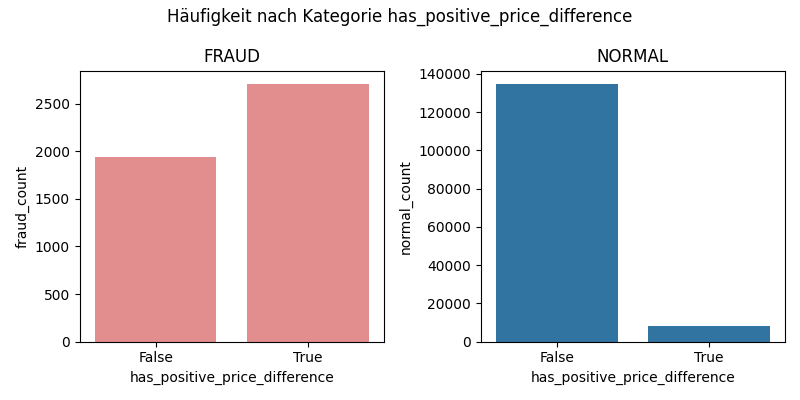 Häufigkeit nach Kategorie has_positive_price_difference
FRAUD
fraud_count
2500
2000
1500
1000
500
0
False
True
has_positive_price_difference
NORMAL
normal_count
140000
120000
100000
80000
60000
40000
20000
0
False
True
has_positive_price_difference